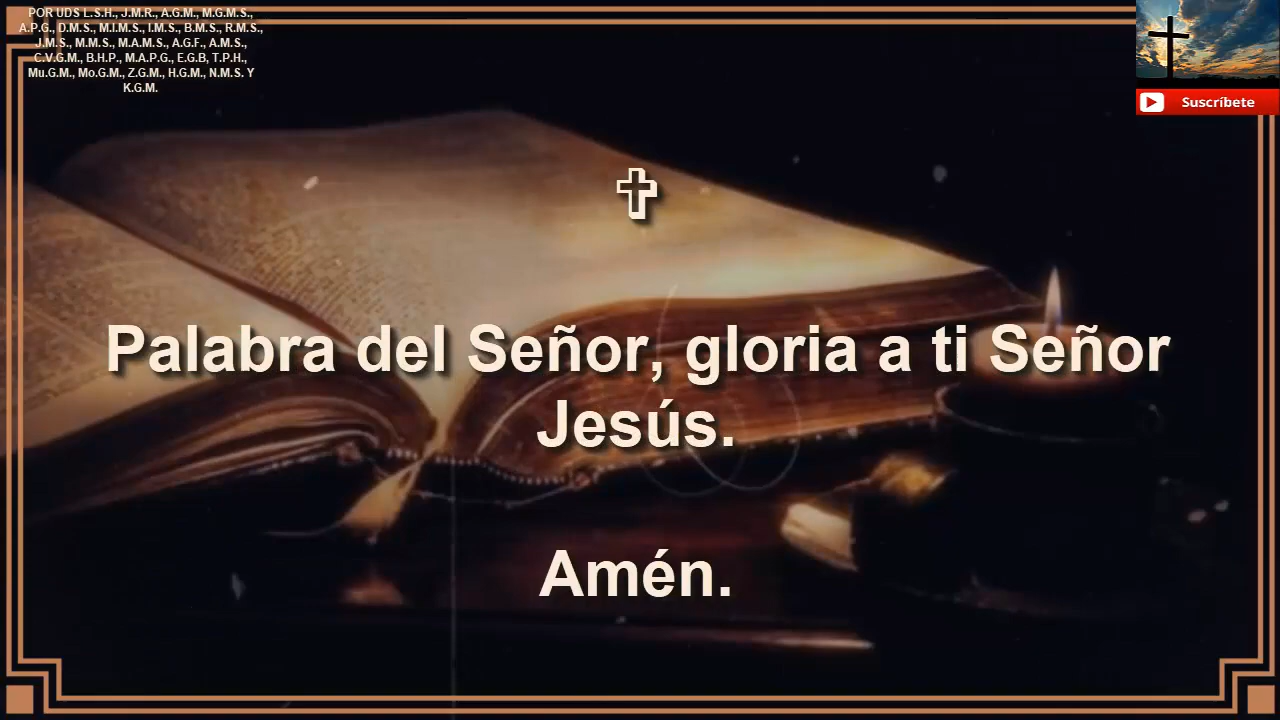 POR UDS L.S.H., J.M.R., A.G.M., M.G.M.S.,
A.P.G., D.M.S., M.I.M.S., I.M.S., B.M.S., R.M.S.,
J.M.S., M.M.S., M.A.M.S., A.G.F., A.M.S.,
C.V.G.M., B.H.P., M.A.P.G., E.G.B, T.P.H.,
Mu.G.M., Mo.G.M., Z.G.M., H.G.M., N.M.S. Y
K.G.M.
Suscríbete
Palabra del Señor, gloria a ti Señor
Jesús.
Amén.